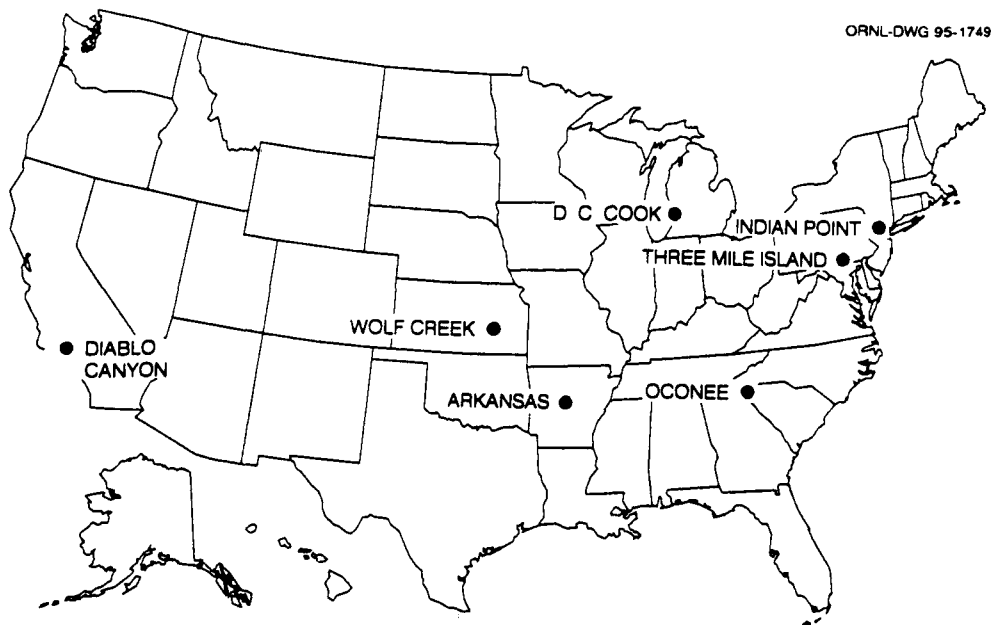 ORNL-DWG 95-1749
D. C. COOK
INDIAN POINT
THREE MILE ISLAND
WOLF CREEK
DIABLO
CANYON
ARKANSAS
OCONEE